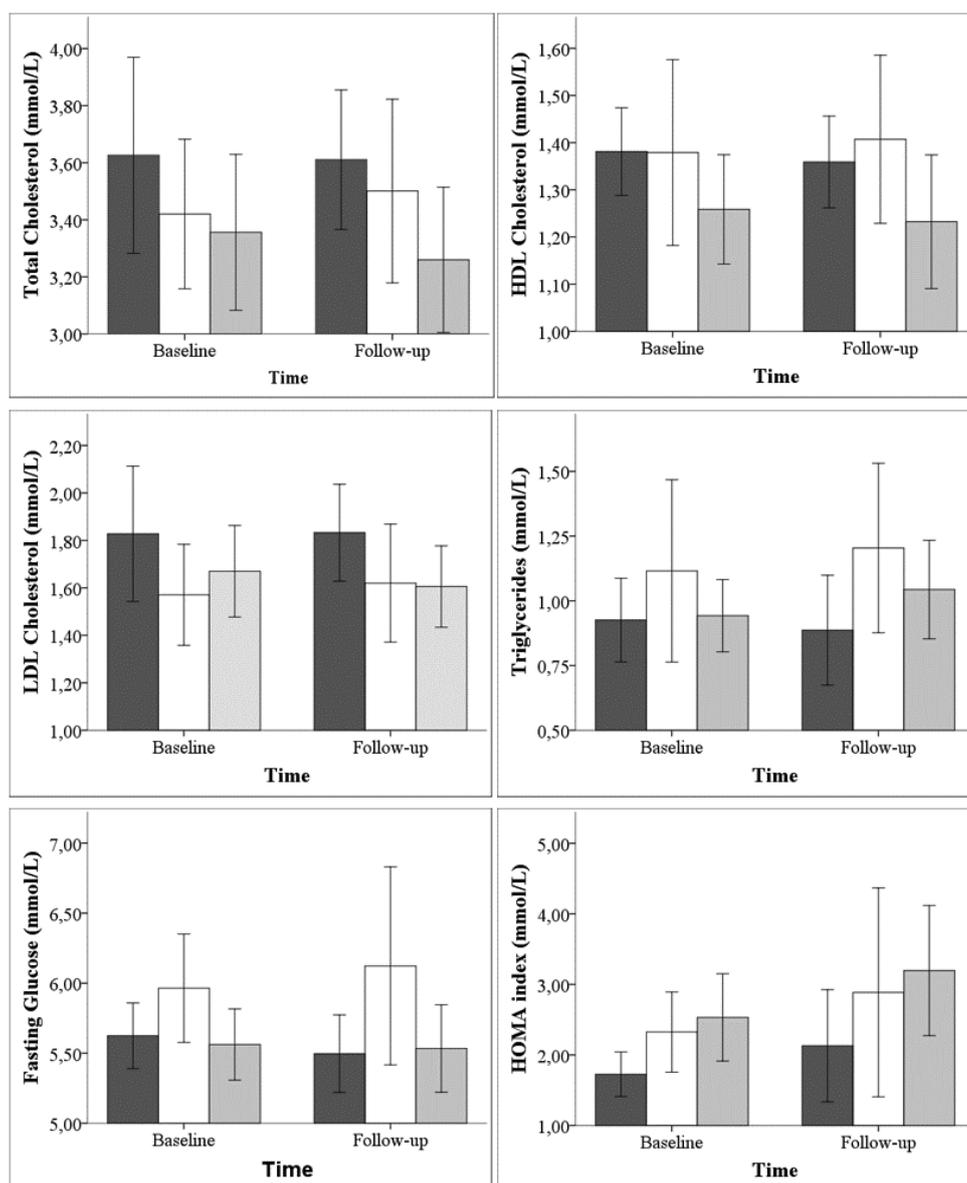 Total Cholesterol (mmol/L)
4,00
3,80
3,60
3,40
3,20
3,00
Baseline
Follow-up
Time
HDL Cholesterol (mmol/L)
1,60
1,50
1,40
1,30
1,20
1,10
1,00
Baseline
Follow-up
Time
LDL Cholesterol (mmol/L)
2,20
2,00
1,80
1,60
1,40
1,20
1,00
Baseline
Follow-up
Time
Triglycerides (mmol/L)
1,50
1,25
1,00
0,75
0,50
Baseline
Follow-up
Time
Fasting Glucose (mmol/L)
7,00
6,50
6,00
5,50
5,00
Baseline
Follow-up
Time
HOMA index (mmol/L)
5,00
4,00
3,00
2,00
1,00
Baseline
Follow-up
Time